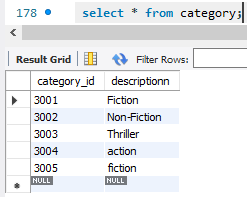 178 select * from category;
Result Grid Filter Rows:
category_id descriptionn
3001 Fiction
3002 Non-Fiction
3003 Thriller
3004 action
3005 fiction
NULL NULL